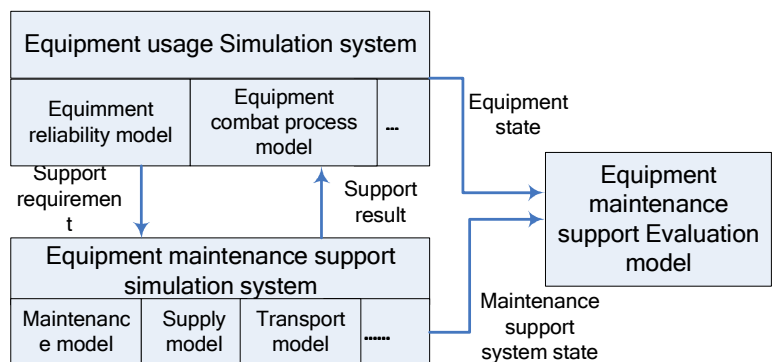 Equipment usage Simulation system
Equimment
reliability model
Equipment
combat process
model
...
Equipment
state
Support
requiremen
t
Support
result
Equipment
maintenance
support Evaluation
model
Equipment maintenance support
simulation system
Maintenanc
e model
Supply
model
Transport
model
......
Maintenance
support
system state